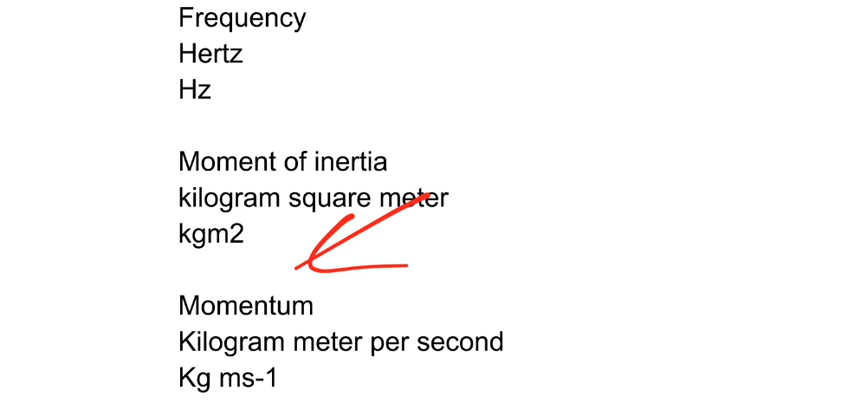 Frequency
Hertz
Hz
Moment of inertia
kilogram square meter
kgm2
Momentum
Kilogram meter per second
Kg ms-1